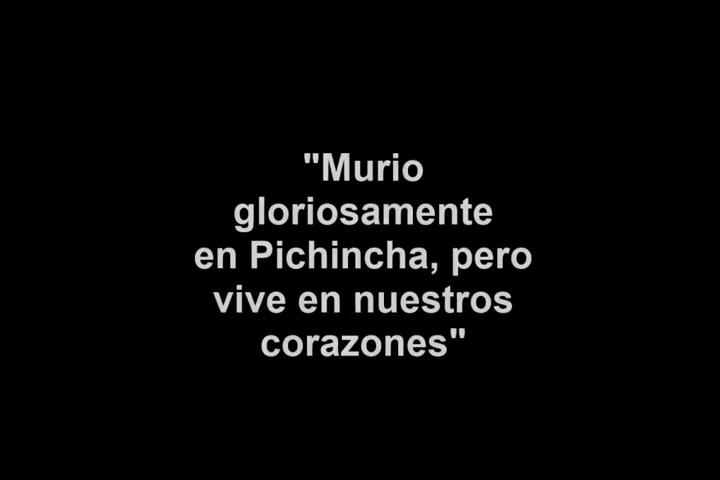 "Murio
gloriosamente
en Pichincha, pero
vive en nuestros
corazones"